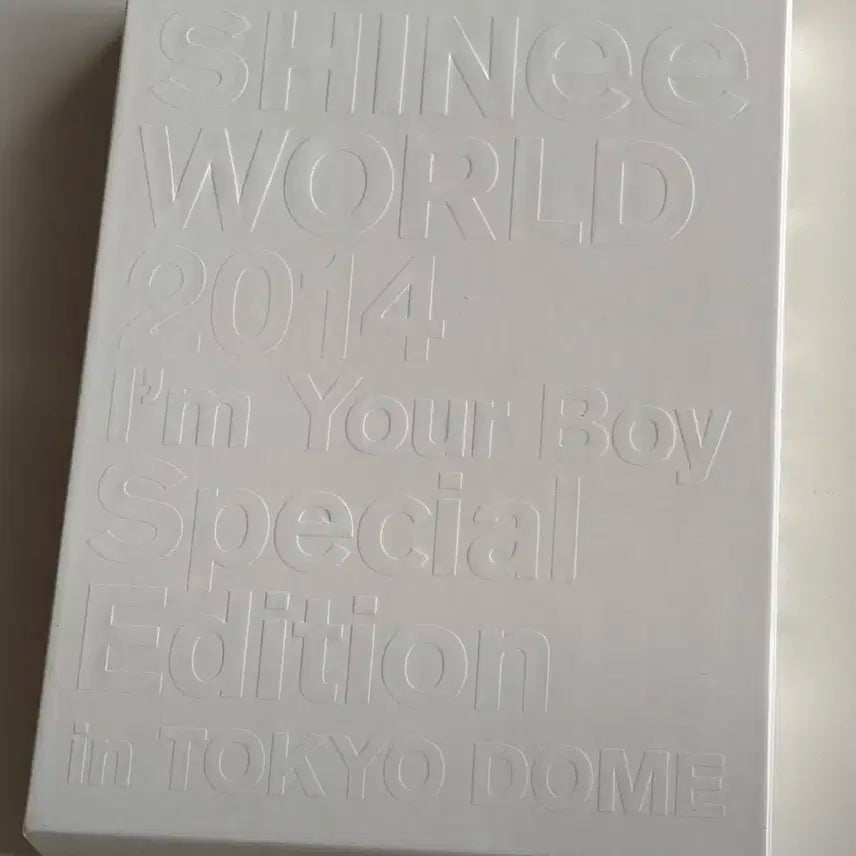 SHINee
WORLD
2014
I'm Your Boy
Special
Edition
in TOKYO DOME